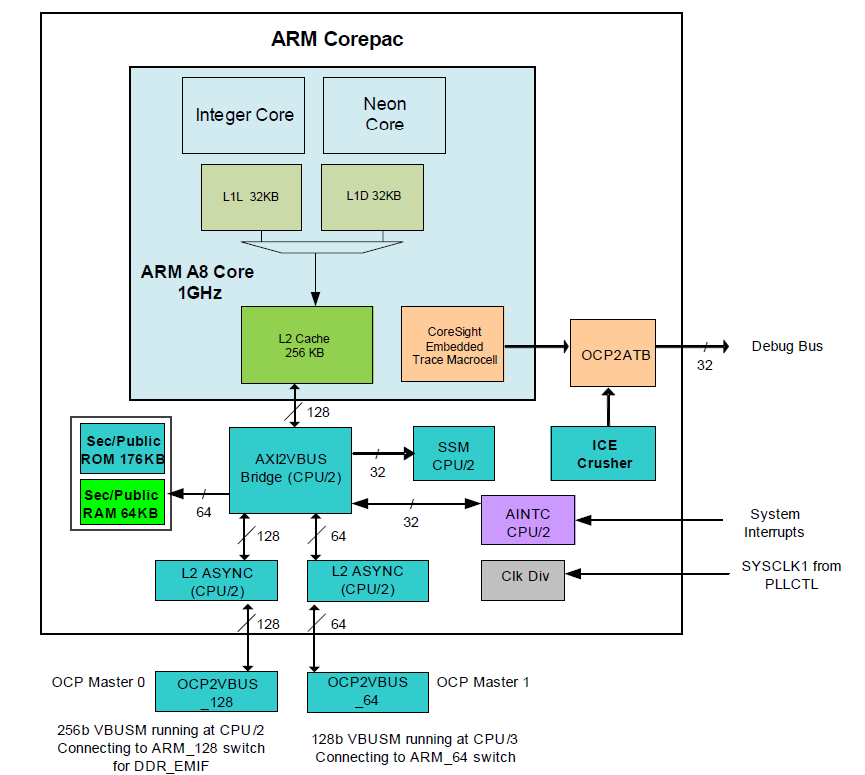 ARM Corepac
Integer Core
Neon
Core
L1L 32KB
L1D 32KB
ARM A8 Core
1GHz
L2 Cache
256 KB
CoreSight
Embedded
Trace Macrocell
OCP2ATB
32
Debug Bus
128
Sec/Public
ROM 176KB
Sec/Public
RAM 64KB
64
AXI2VBUS
Bridge (CPU/2)
32
SSM
CPU/2
ICE
Crusher
32
AINTC
CPU/2
System
Interrupts
128
64
L2 ASYNC
(CPU/2)
L2 ASYNC
(CPU/2)
Clk Div
SYSCLK1 from
PLLCTL
128
64
OCP Master 0
OCP2VBUS
_128
OCP2VBUS
_64
OCP Master 1
256b VBUSM running at CPU/2
Connecting to ARM_128 switch
for DDR_EMIF
128b VBUSM running at CPU/3
Connecting to ARM_64 switch